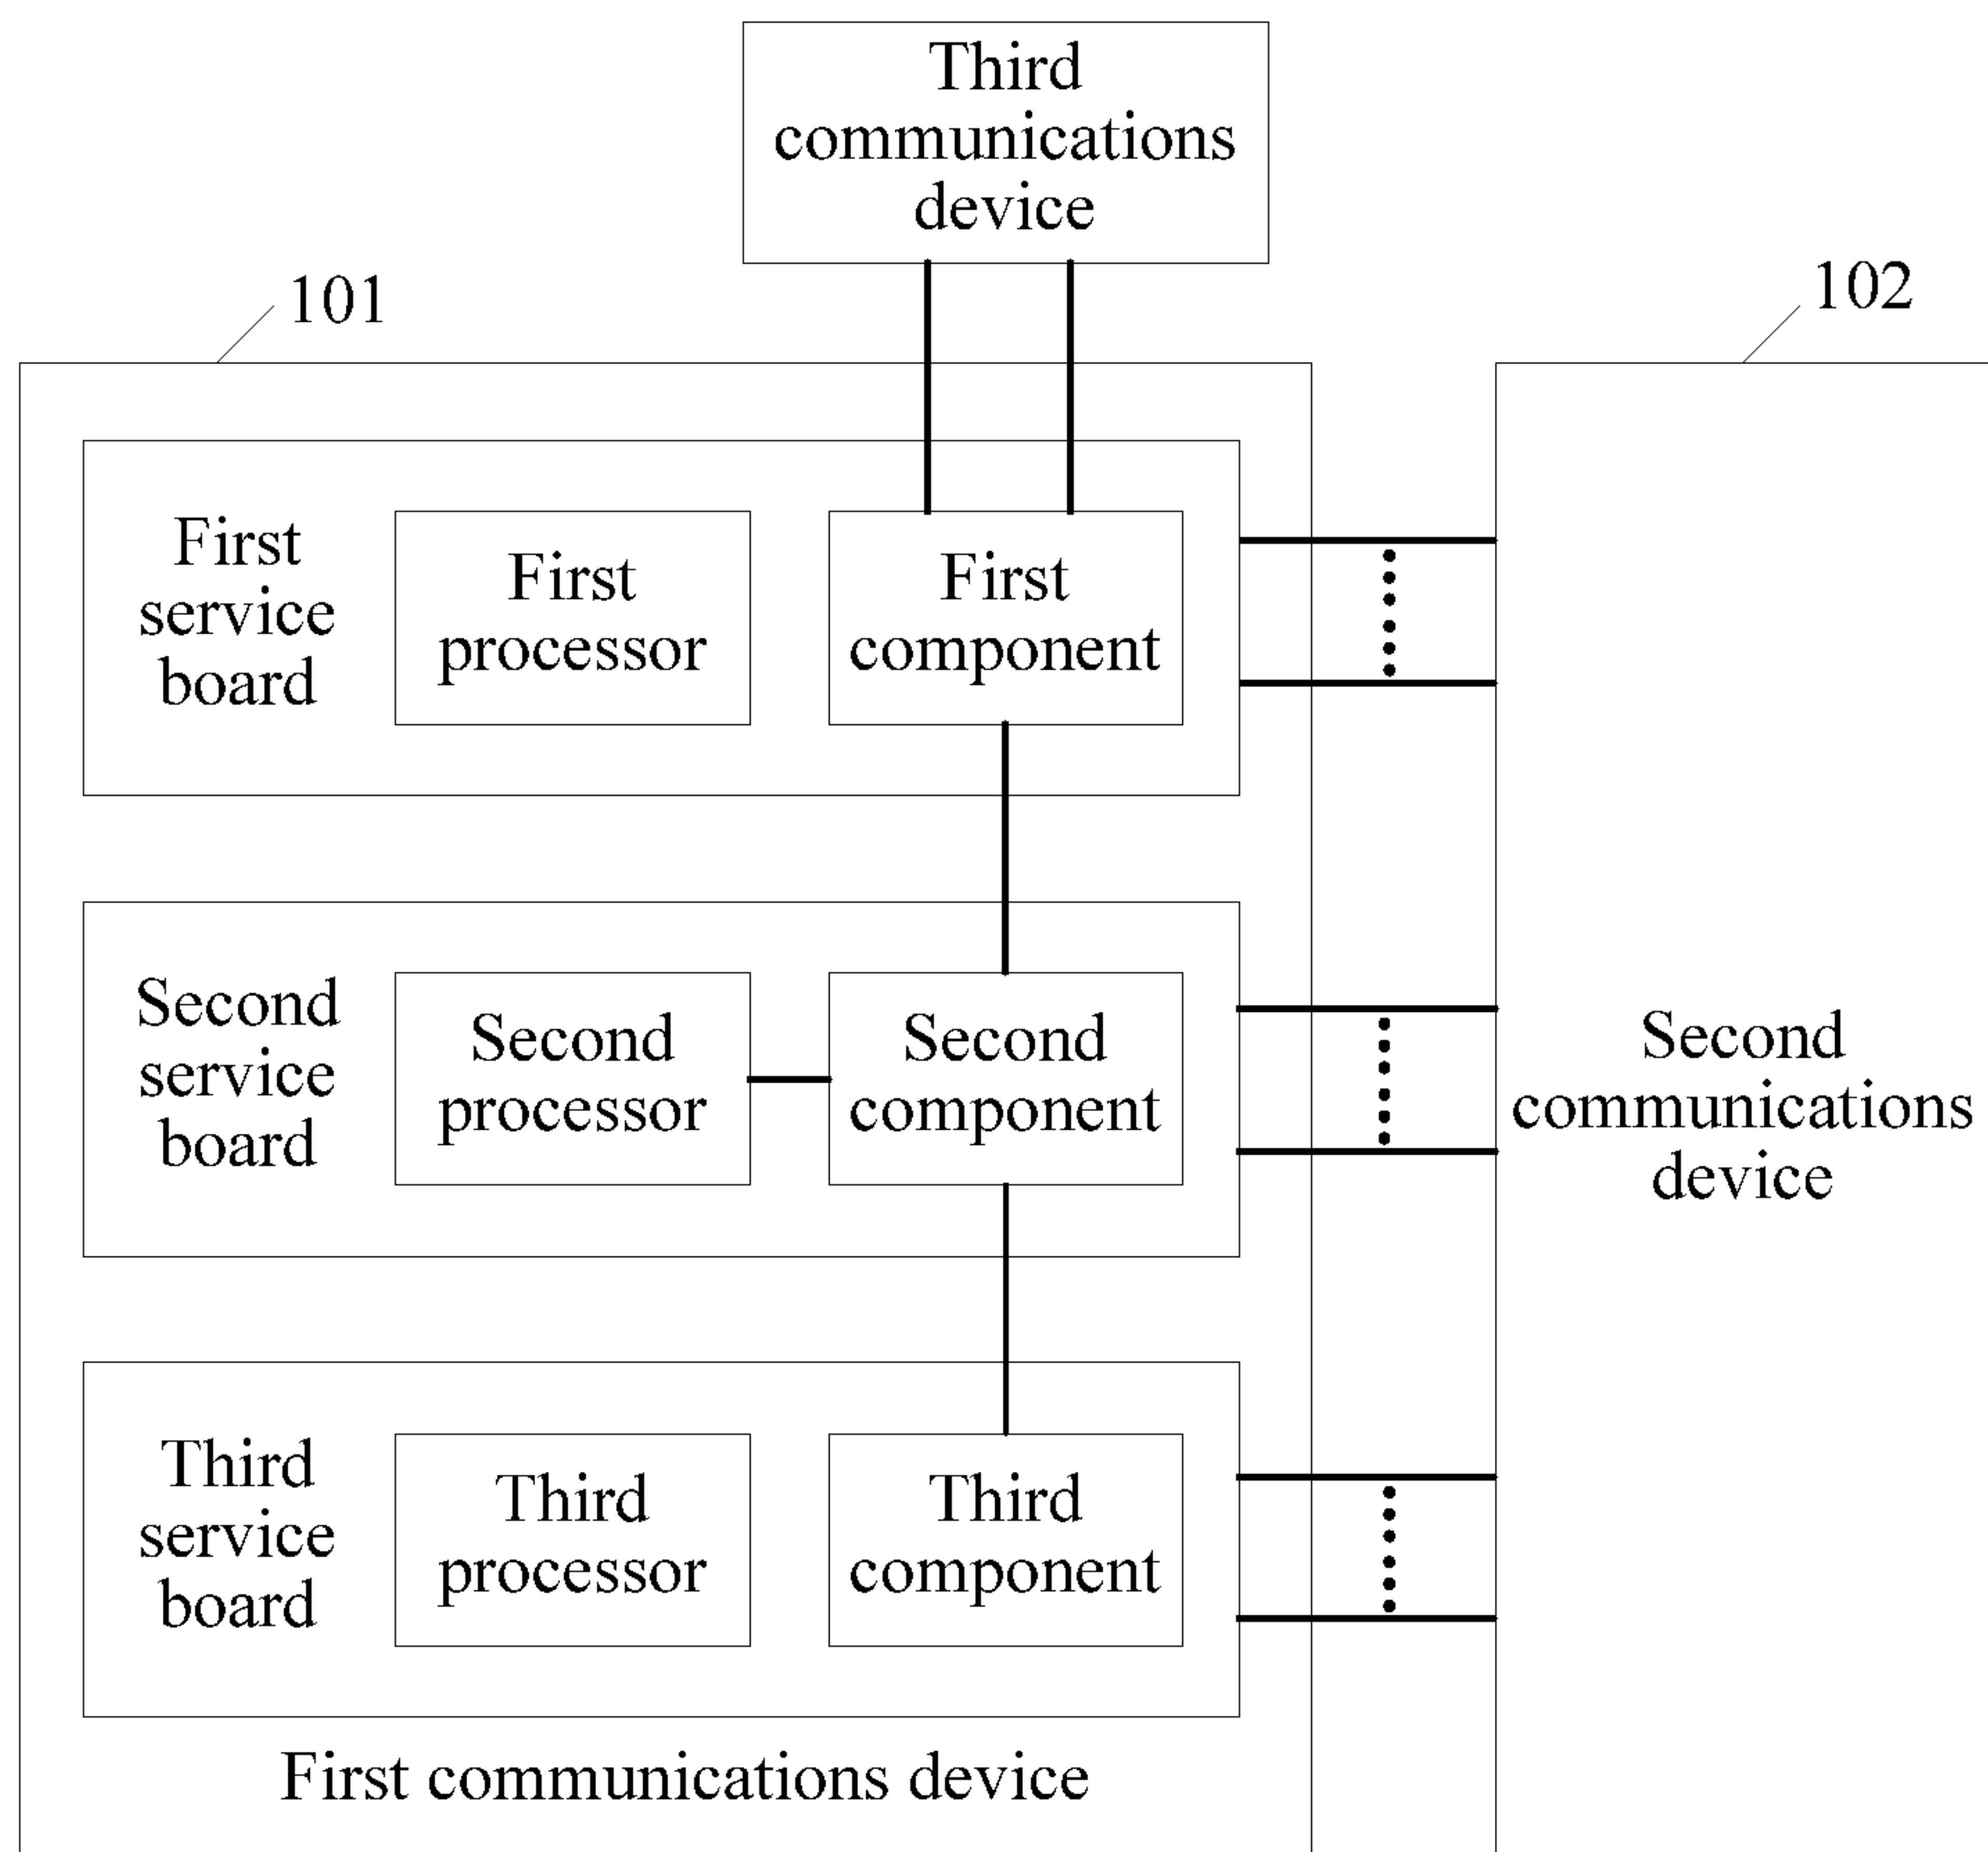 Third
communications
device
101
102
First
service
board
First
processor
First
component
Second
service
board
Second
processor
Second
component
Second
communications
device
Third
service
board
Third
processor
Third
component
First communications device